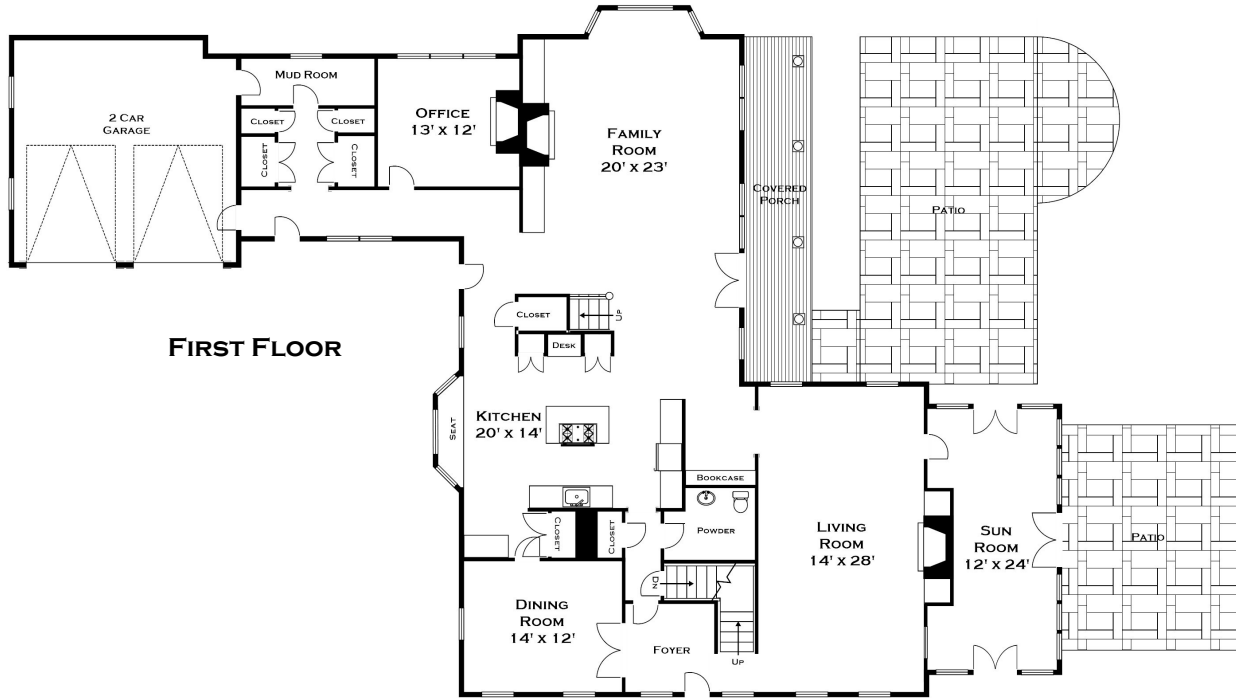 Mud Room
2 Car
Garage
Closet
Closet
Closet
Closet
Office
13' x 12'
Family
Room
20' x 23'
Covered
Porch
Patio
Closet
Up
Desk
First Floor
Kitchen
20' x 14'
Seat
Bookcase
Powder
Closet
Closet
Living
Room
14' x 28'
Sun
Room
12' x 24'
Patio
Dn
Dining
Room
14' x 12'
Foyer
Up